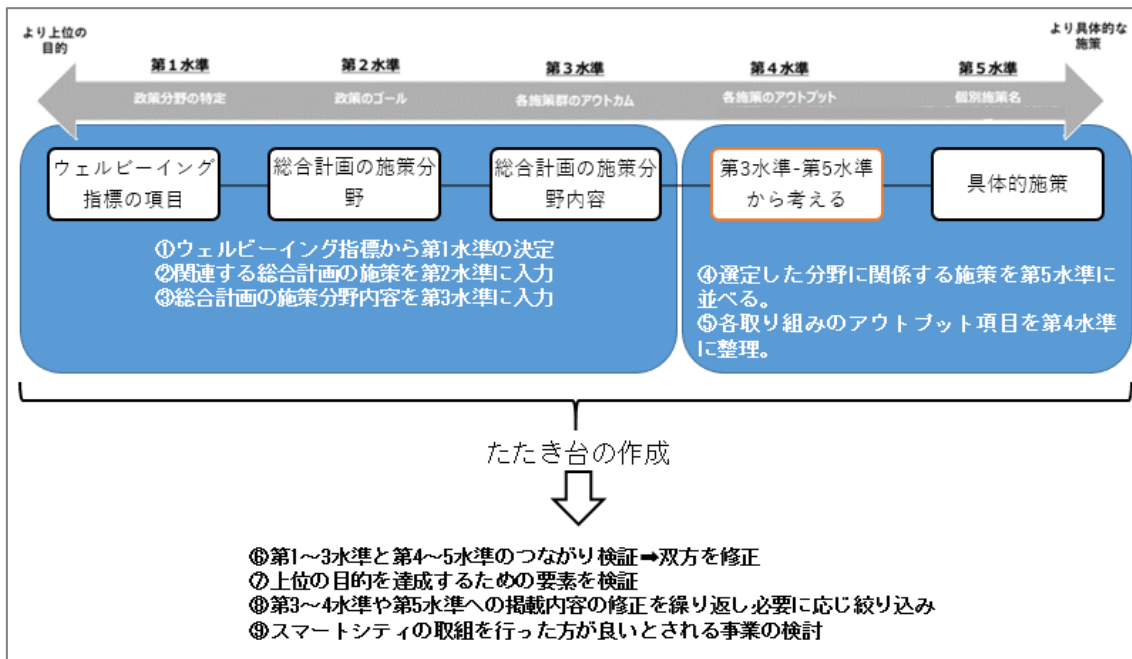 より上位の
目的
より具体的な
施策
第1水準
第2水準
第3水準
第4水準
第5水準
政策分野の特定
政策のゴール
各施策群のアウトカム
各施策のアウトプット
個別施策名
ウェルビーイング
指標の項目
総合計画の施策分
野
総合計画の施策分
野内容
第3水準-第5水準
から考える
具体的施策
①ウェルビーイング指標から第1水準の決定
②関連する総合計画の施策を第2水準に入力
③総合計画の施策分野内容を第3水準に入力
④選定した分野に関係する施策を第5水準に
並べる。
⑤各取り組みのアウトプット項目を第4水準
に整理。
たたき台の作成
⑥第1～3水準と第4～5水準のつながり検証➡双方を修正
⑦上位の目的を達成するための要素を検証
⑧第3～4水準や第5水準への掲載内容の修正を繰り返し必要に応じ絞り込み
⑨スマートシティの取組を行った方が良いとされる事業の検討